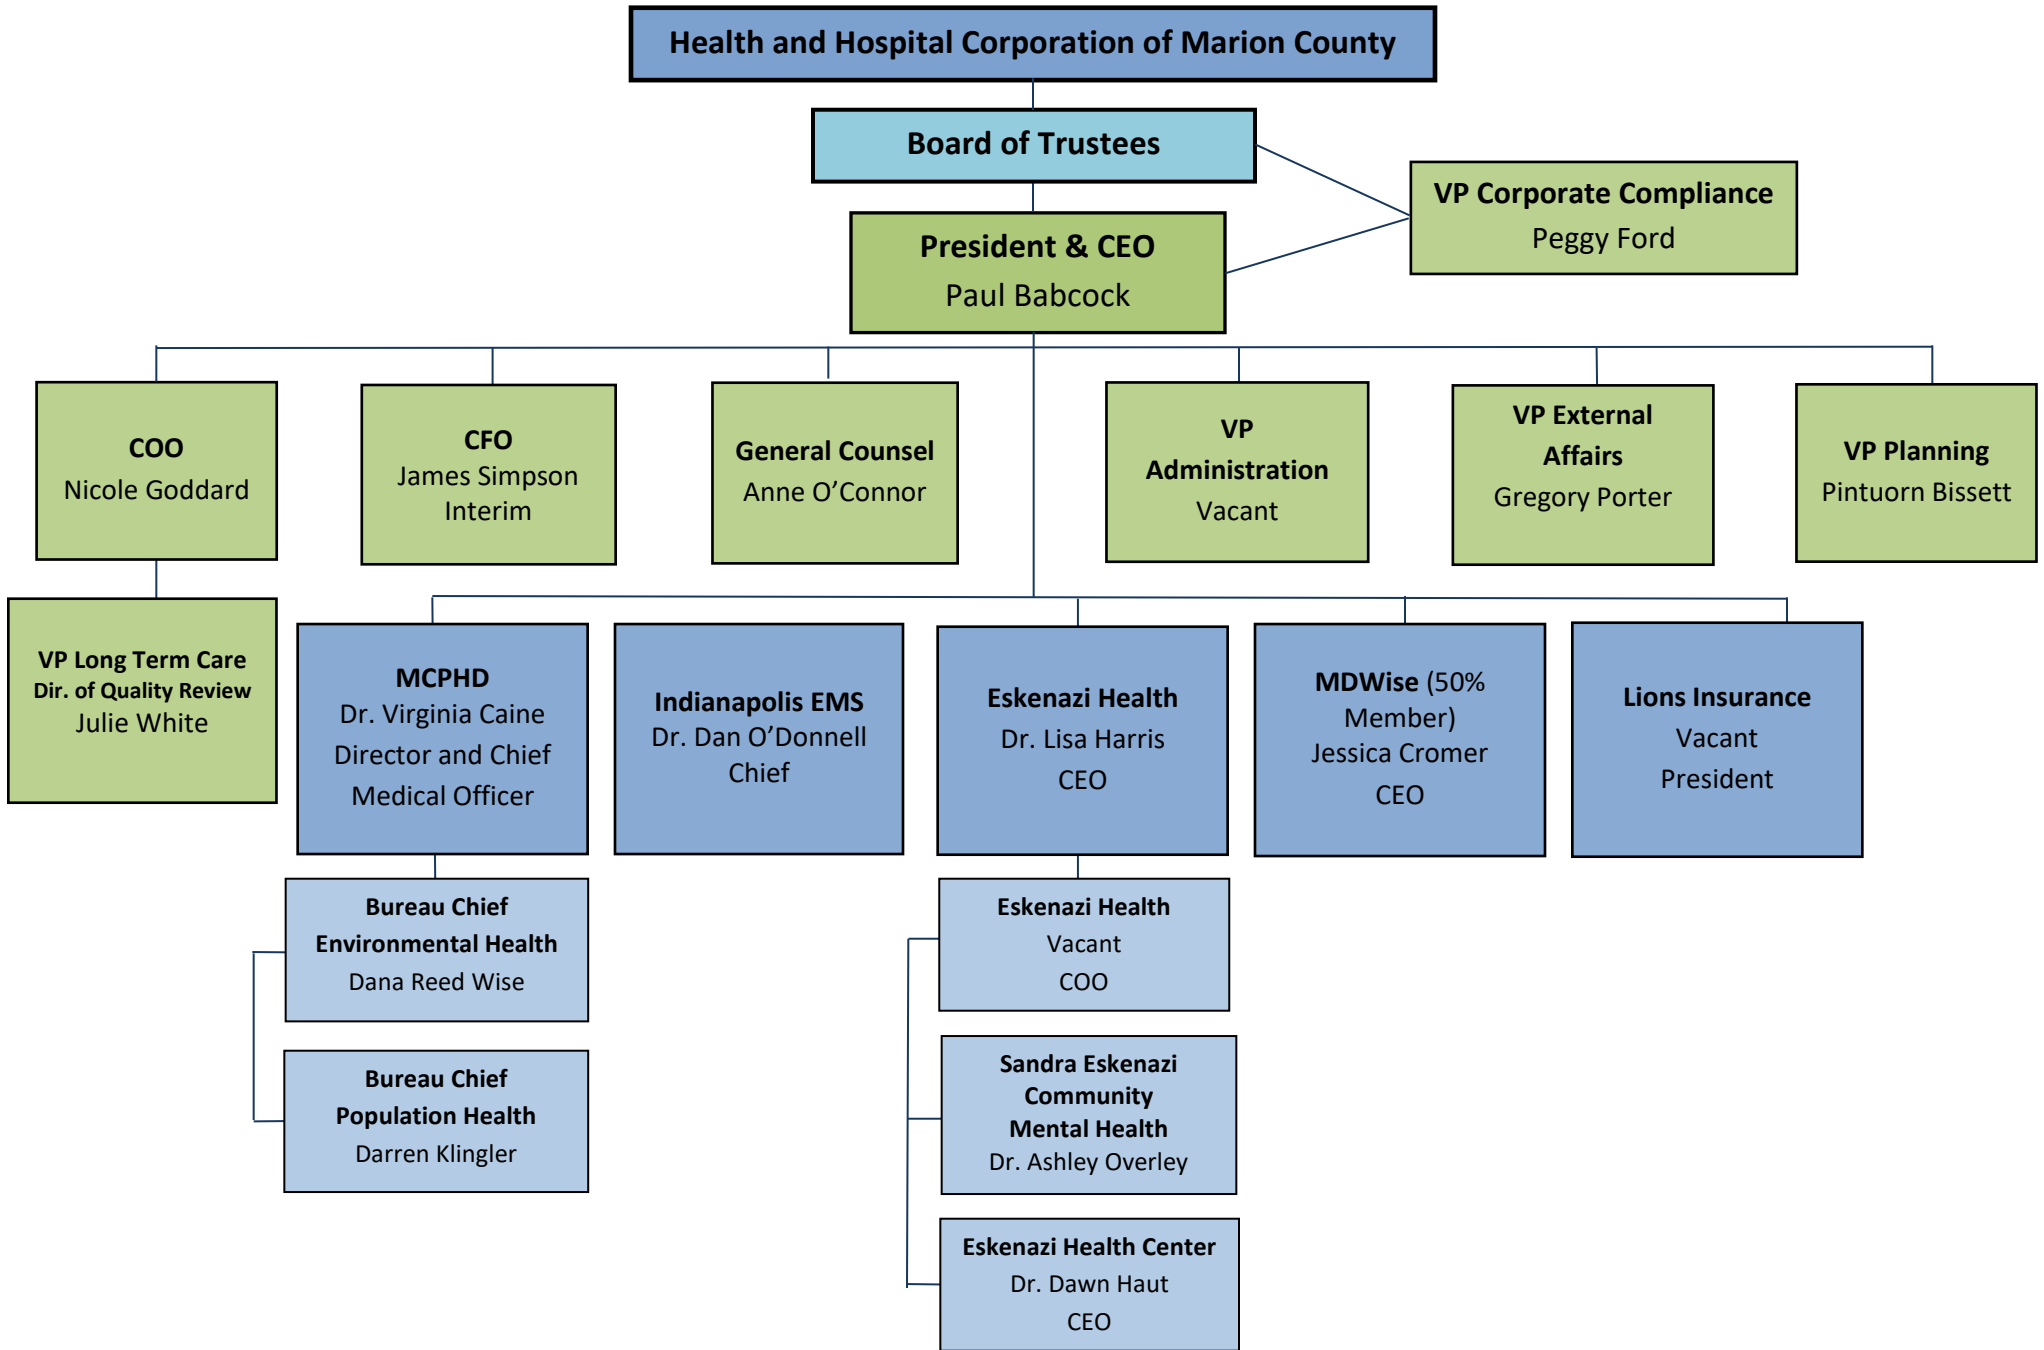 Health and Hospital Corporation of Marion County
Board of Trustees
VP Corporate Compliance
Peggy Ford
President & CEO
Paul Babcock
COO
Nicole Goddard
CFO
James Simpson
Interim
General Counsel
Anne O’Connor
VP
Administration
Vacant
VP External
Affairs
Gregory Porter
VP Planning
Pintuorn Bissett
VP Long Term Care
Dir. of Quality Review
Julie White
MCPHD
Dr. Virginia Caine
Director and Chief
Medical Officer
Indianapolis EMS
Dr. Dan O’Donnell
Chief
Eskenazi Health
Dr. Lisa Harris
CEO
MDWise (50%
Member)
Jessica Cromer
CEO
Lions Insurance
Vacant
President
Bureau Chief
Environmental Health
Dana Reed Wise
Bureau Chief
Population Health
Darren Klingler
Eskenazi Health
Vacant
COO
Sandra Eskenazi
Community
Mental Health
Dr. Ashley Overley
Eskenazi Health Center
Dr. Dawn Haut
CEO